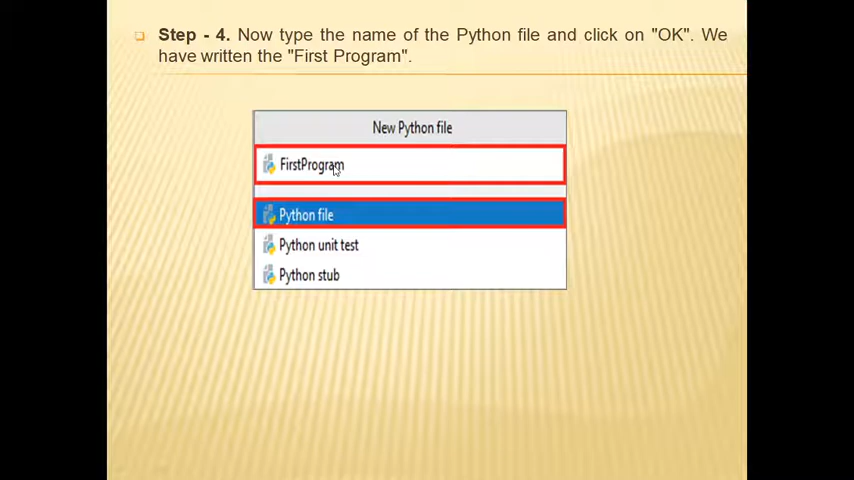 Step - 4. Now type the name of the Python file and click on "OK". We
have written the "First Program".
New Python file
FirstProgram
Python file
Python unit test
Python stub